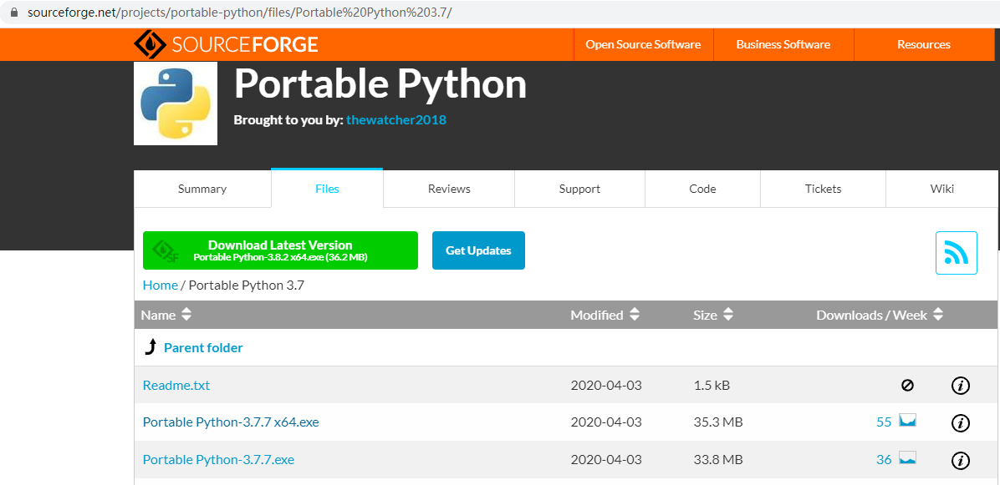 sourceforge.net/projects/portable-python/files/Portable%20Python%203.7/
SOURCEFORGE
Open Source Software
Business Software
Resources
Portable Python
Brought to you by: thewatcher2018
Summary
Files
Reviews
Support
Code
Tickets
Wiki
SF
Download Latest Version
Portable Python-3.8.2 x64.exe (36.2 MB)
Get Updates
Home / Portable Python 3.7
Name Modified Size Downloads / Week
Parent folder
Readme.txt 2020-04-03 1.5 kB
Portable Python-3.7.7 x64.exe 2020-04-03 35.3 MB 55
Portable Python-3.7.7.exe 2020-04-03 33.8 MB 36